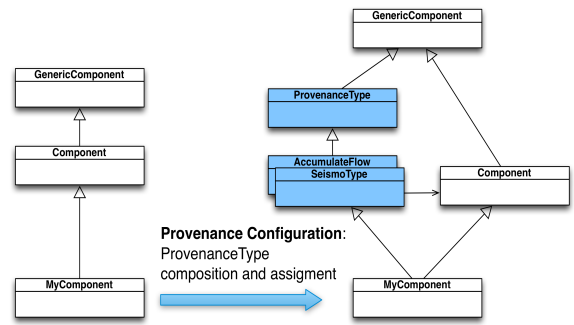 GenericComponent
GenericComponent
ProvenanceType
Component
AccumulateFlow
SeismoType
Component
Provenance Configuration:
ProvenanceType
composition and assigment
MyComponent
MyComponent